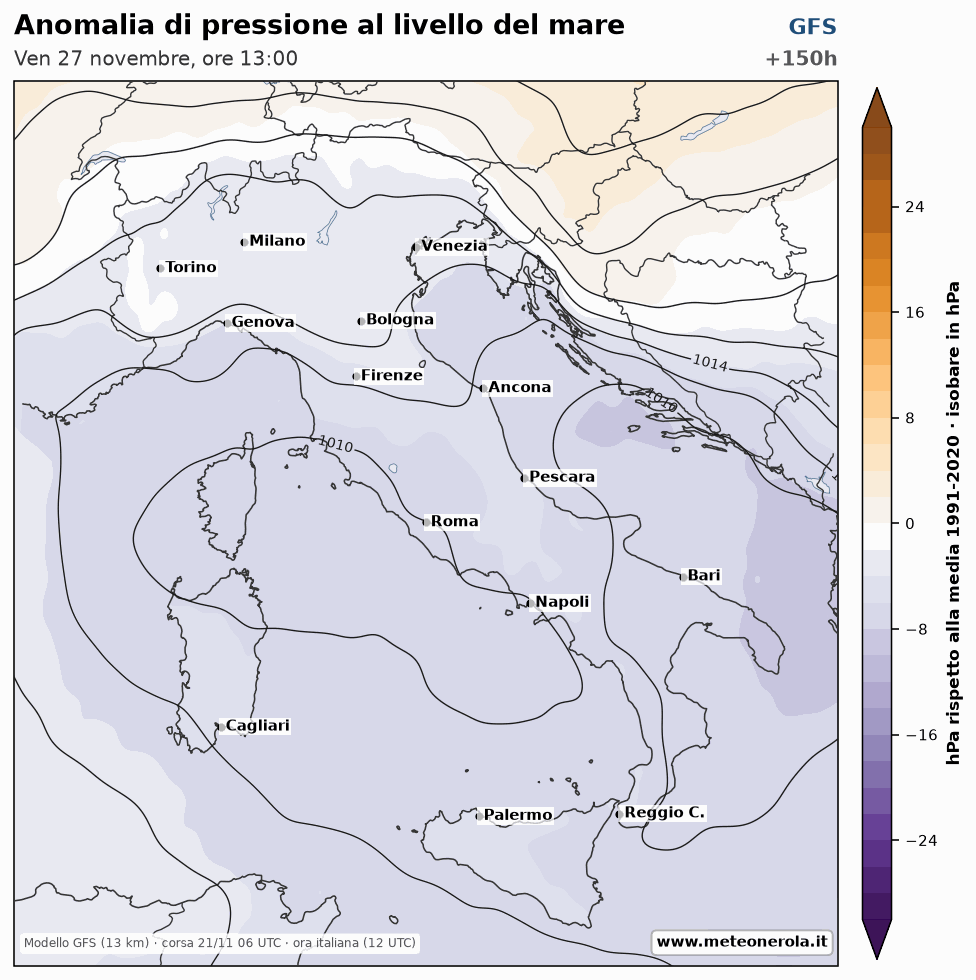 Anomalia di pressione al livello del mare
GFS
Ven 27 novembre, ore 13:00
+150h
Milano
Venezia
Torino
Genova
Bologna
1014
Firenze
Ancona
1010
1010
Pescara
Roma
Bari
Napoli
Cagliari
Palermo
Reggio C.
Modello GFS (13 km) · corsa 21/11 06 UTC · ora italiana (12 UTC)
www.meteonerola.it
24
16
8
0
−8
−16
−24
hPa rispetto alla media 1991-2020 · isobare in hPa